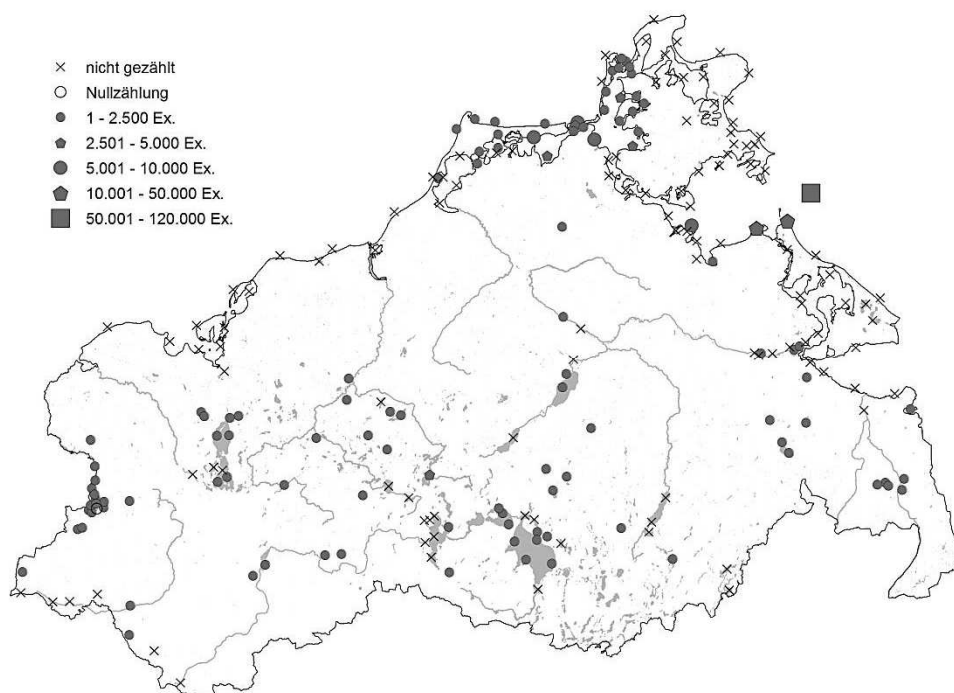 nicht gezählt
Nullzählung
1 - 2.500 Ex.
2.501 - 5.000 Ex.
5.001 - 10.000 Ex.
10.001 - 50.000 Ex.
50.001 - 120.000 Ex.